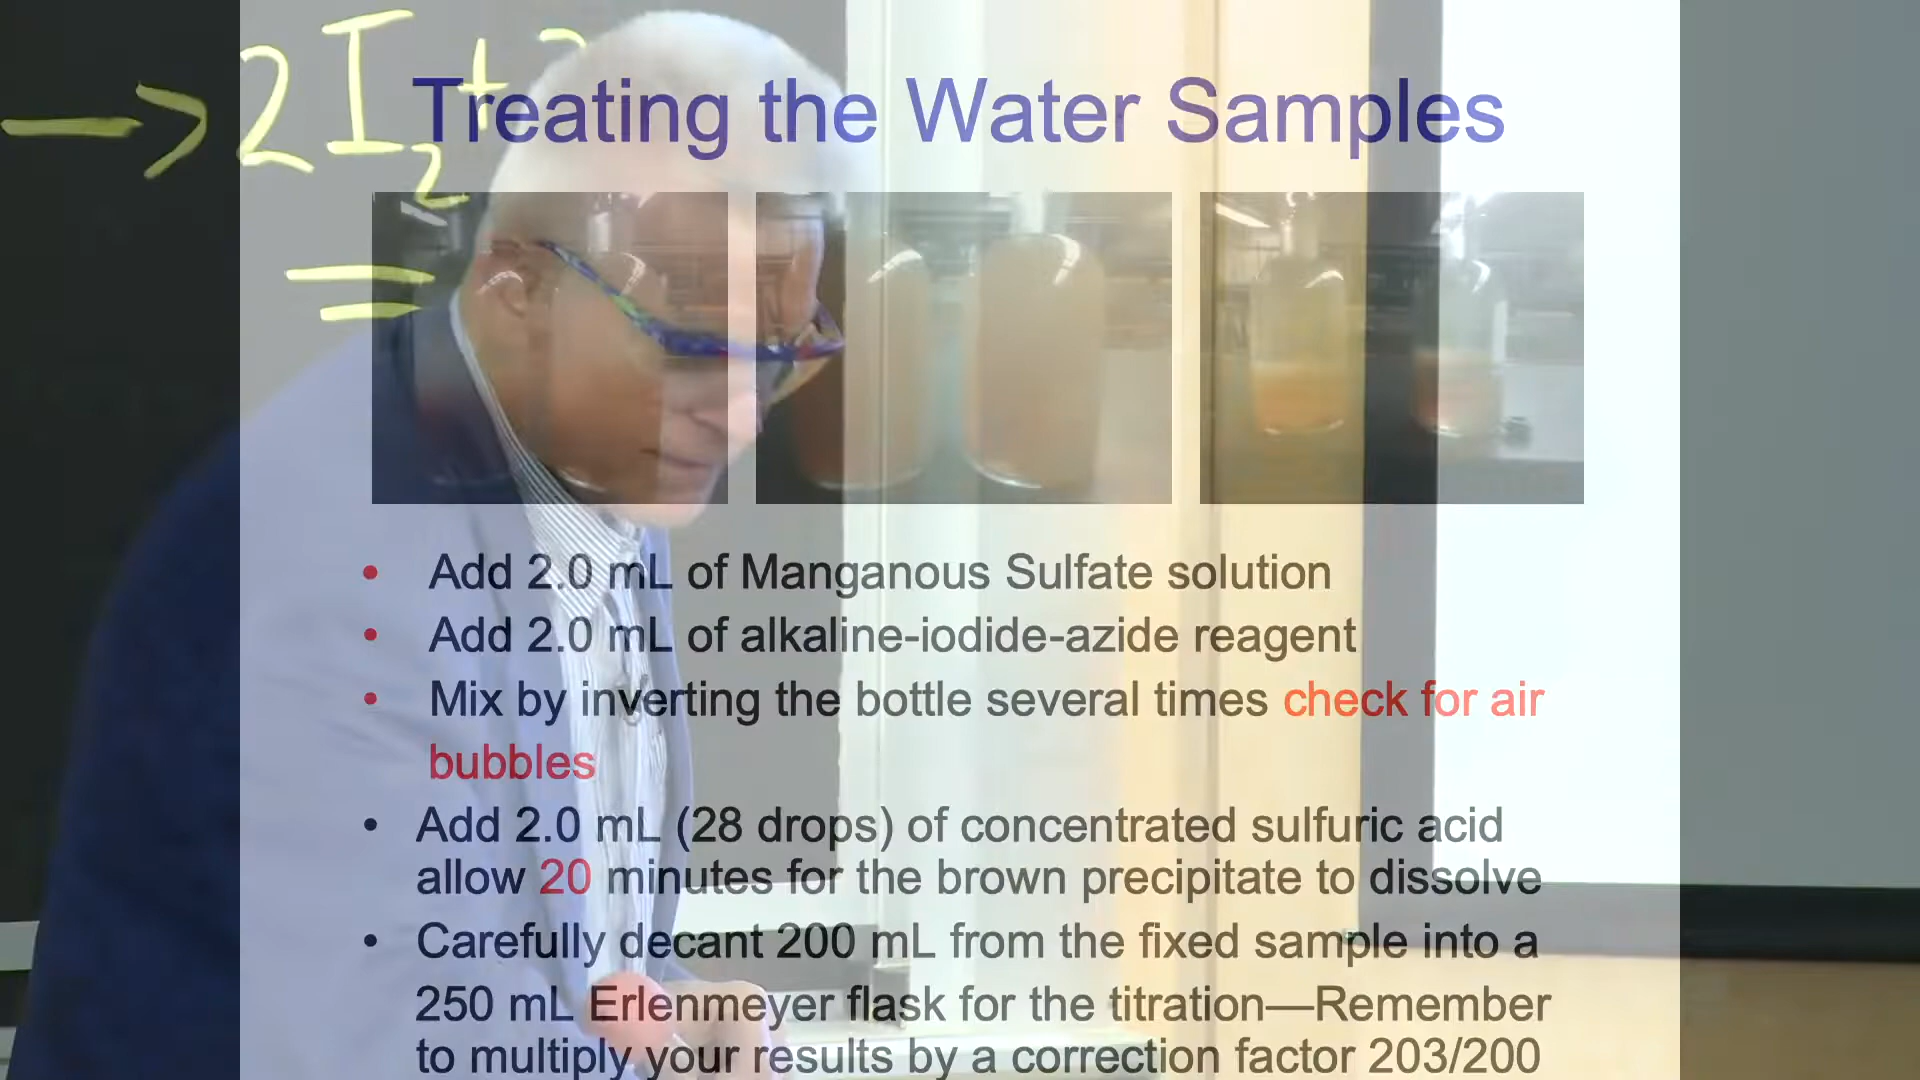 → 2I₂ +
Treating the Water Samples
• Add 2.0 mL of Manganous Sulfate solution
• Add 2.0 mL of alkaline-iodide-azide reagent
• Mix by inverting the bottle several times check for air
bubbles
• Add 2.0 mL (28 drops) of concentrated sulfuric acid
allow 20 minutes for the brown precipitate to dissolve
• Carefully decant 200 mL from the fixed sample into a
250 mL Erlenmeyer flask for the titration—Remember
to multiply your results by a correction factor 203/200